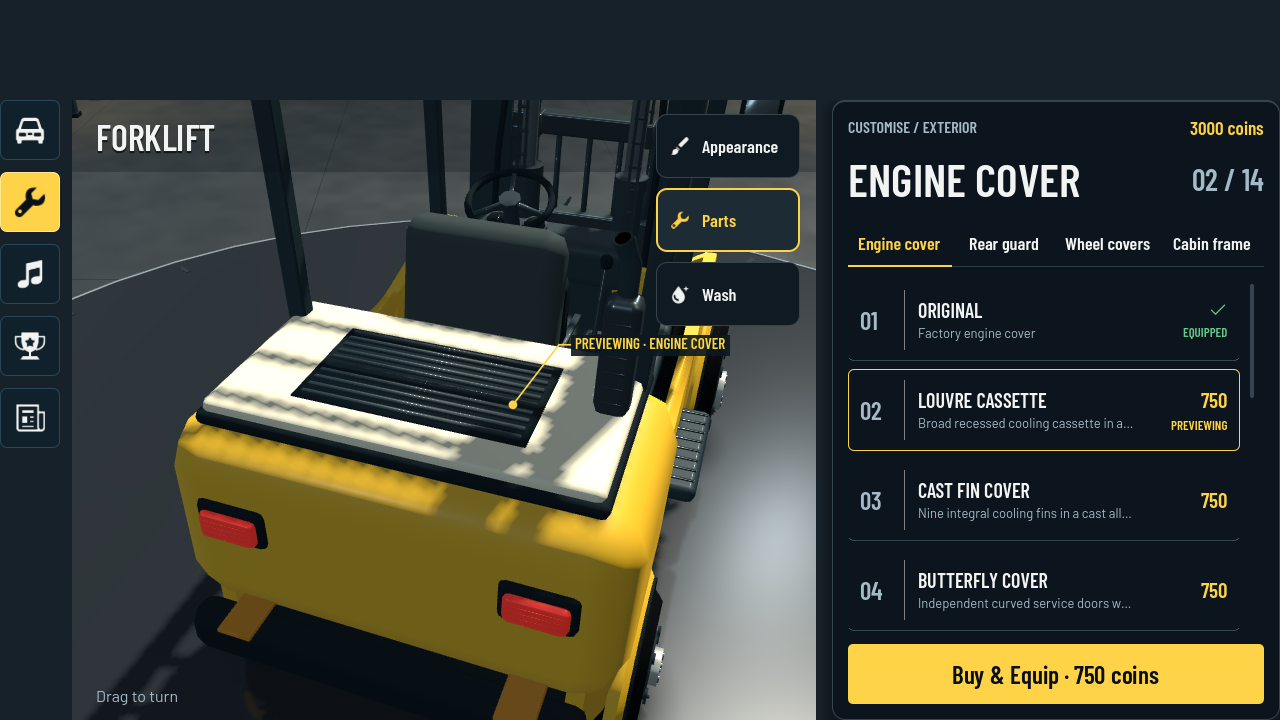 FORKLIFT
Appearance
Parts
Wash
PREVIEWING · ENGINE COVER
Drag to turn
CUSTOMISE / EXTERIOR
3000 coins
ENGINE COVER
02 / 14
Engine cover
Rear guard
Wheel covers
Cabin frame
01
ORIGINAL
Factory engine cover
EQUIPPED
02
LOUVRE CASSETTE
Broad recessed cooling cassette in a...
750
PREVIEWING
03
CAST FIN COVER
Nine integral cooling fins in a cast all...
750
04
BUTTERFLY COVER
Independent curved service doors w...
750
Buy & Equip · 750 coins